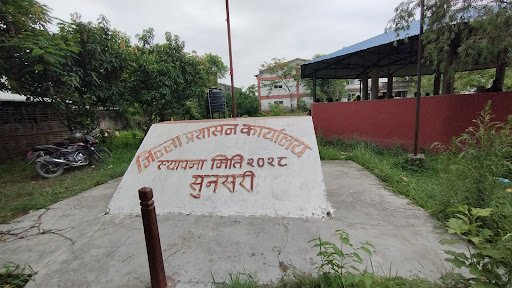 जिल्ला प्रशासन कार्यालय
स्थापना मिति २०२८
सुनसरी